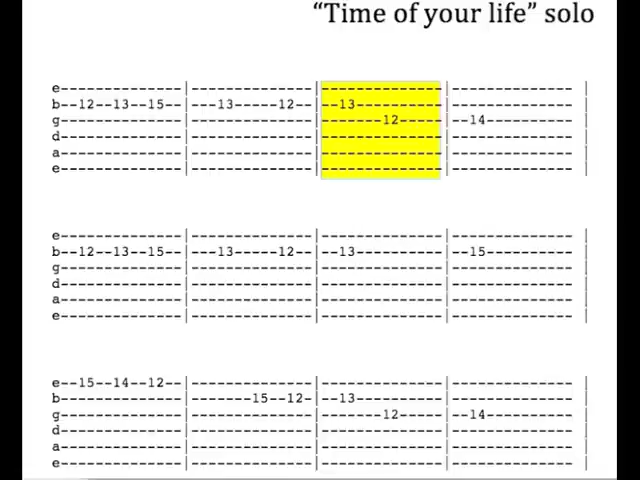 “Time of your life” solo
e--------------|--------------|--------------|-------------- |
b--12--13--15--|---13-----12--|--13----------|-------------- |
g--------------|--------------|-------12-----|--14---------- |
d--------------|--------------|--------------|-------------- |
a--------------|--------------|--------------|-------------- |
e--------------|--------------|--------------|-------------- |
e--------------|--------------|--------------|-------------- |
b--12--13--15--|---13-----12--|--13----------|--15---------- |
g--------------|--------------|--------------|-------------- |
d--------------|--------------|--------------|-------------- |
a--------------|--------------|--------------|-------------- |
e--------------|--------------|--------------|-------------- |
e--15--14--12--|--------------|--------------|-------------- |
b--------------|-------15--12-|--13----------|-------------- |
g--------------|--------------|-------12-----|--14---------- |
d--------------|--------------|--------------|-------------- |
a--------------|--------------|--------------|-------------- |
e--------------|--------------|--------------|-------------- |